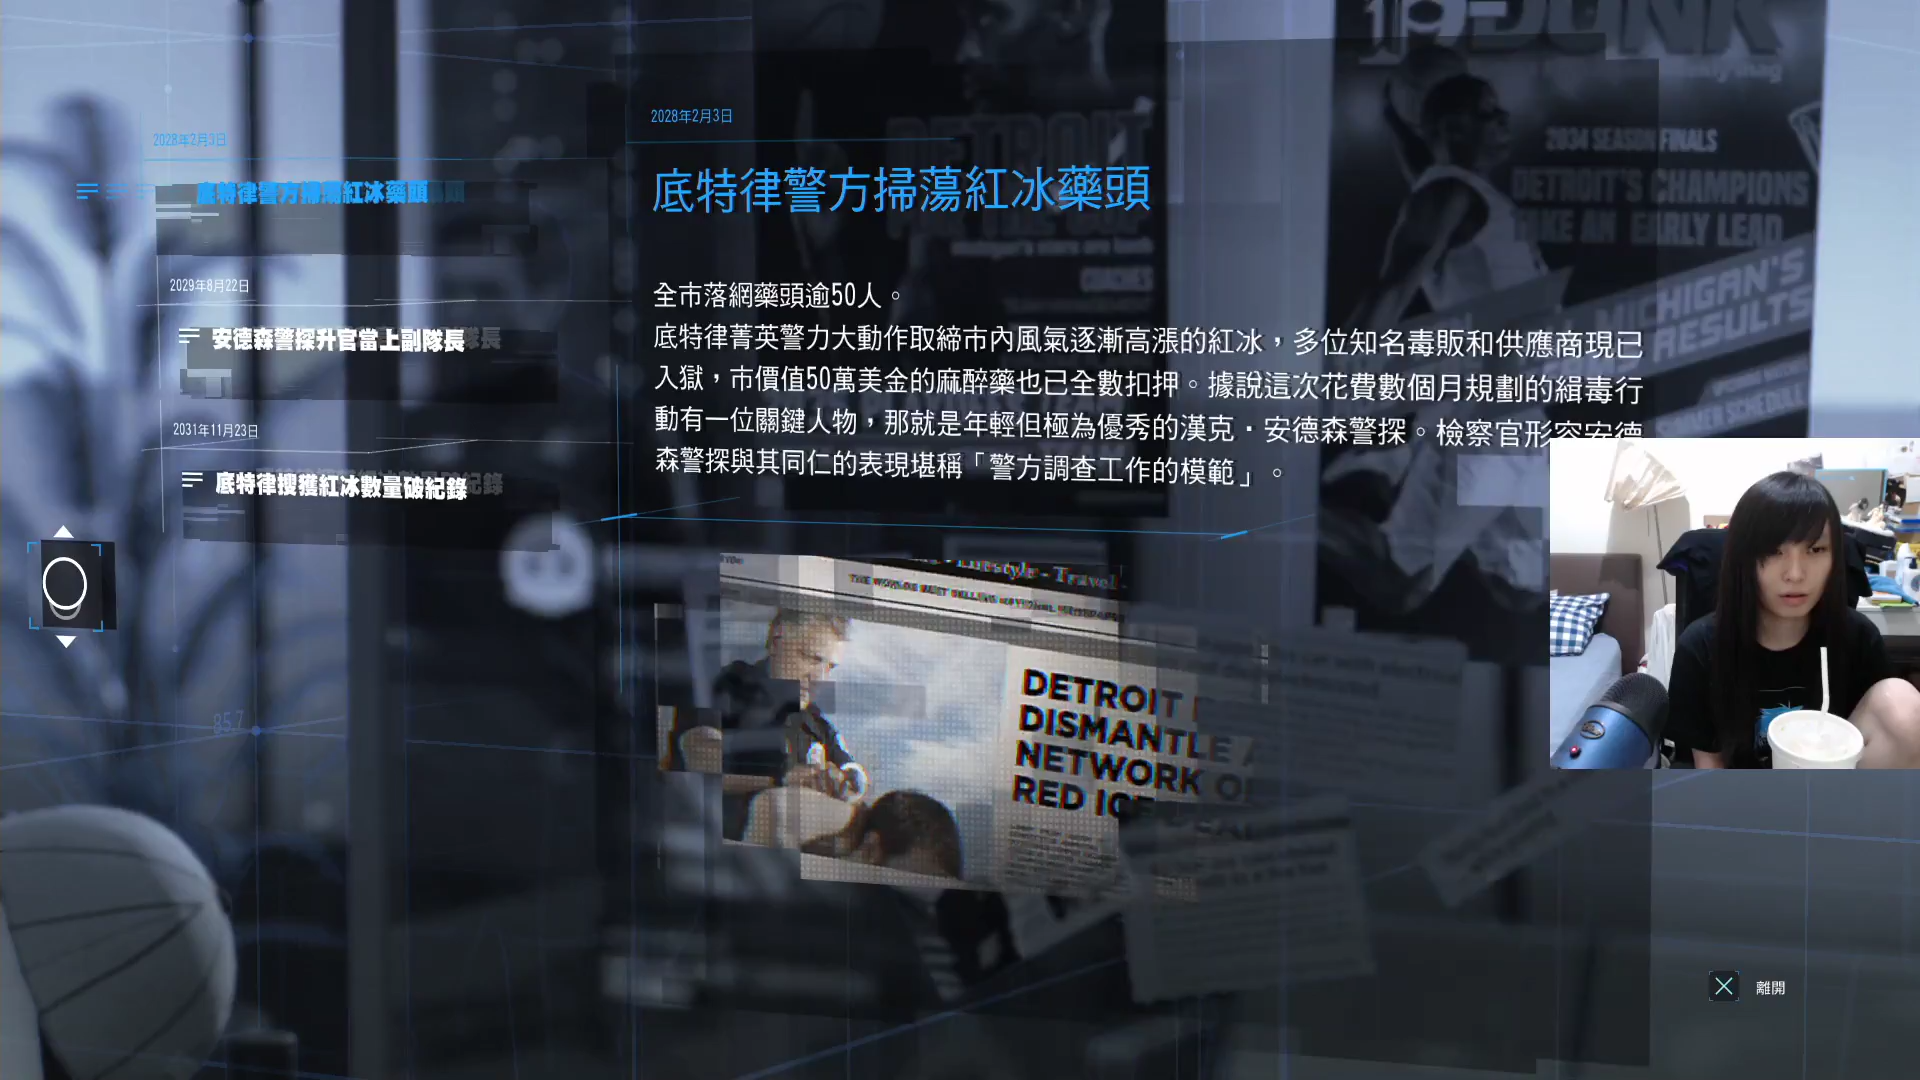 1P-JUNK
DETROIT
COACHES
2034 SEASON FINALS
DETROIT'S CHAMPIONS
TAKE AN EARLY LEAD
MICHIGAN'S
RESULTS
SUMMER SCHEDULE
2028年2月3日
底特律警方掃蕩紅冰藥頭
2029年8月22日
安德森警探升官當上副隊長
2031年11月23日
底特律搜獲紅冰數量破紀錄
2028年2月3日
底特律警方掃蕩紅冰藥頭
全市落網藥頭逾50人。
底特律菁英警力大動作取締市內風氣逐漸高漲的紅冰，多位知名毒販和供應商現已
入獄，市價值50萬美金的麻醉藥也已全數扣押。據說這次花費數個月規劃的緝毒行
動有一位關鍵人物，那就是年輕但極為優秀的漢克・安德森警探。檢察官形容安德
森警探與其同仁的表現堪稱「警方調查工作的模範」。
Lifestyle - Travel
DETROIT
DISMANTLE
NETWORK
RED ICE
857
離開